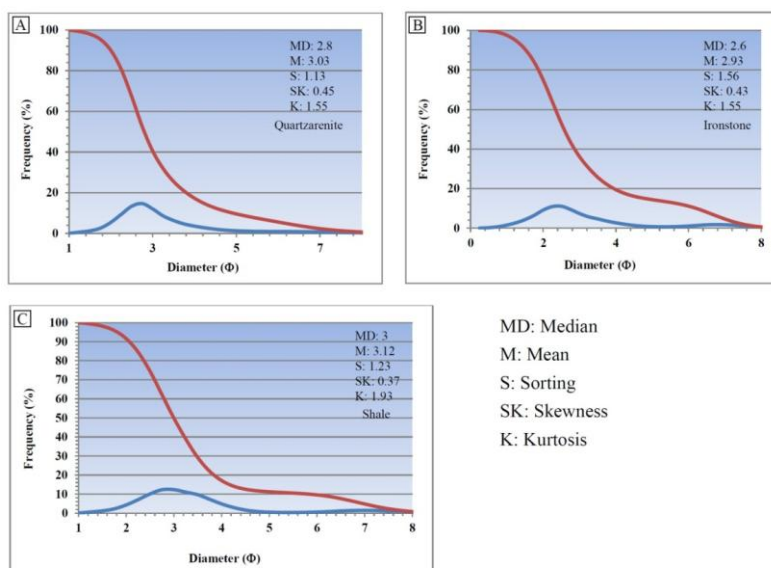 A
MD: 2.8
M: 3.03
S: 1.13
SK: 0.45
K: 1.55
Quartzarenite
Frequency (%)
100
80
60
40
20
0
1 3 5 7
Diameter (Φ)
B
MD: 2.6
M: 2.93
S: 1.56
SK: 0.43
K: 1.55
Ironstone
Frequency (%)
100
80
60
40
20
0
0 2 4 6 8
Diameter (Φ)
C
MD: 3
M: 3.12
S: 1.23
SK: 0.37
K: 1.93
Shale
Frequency (%)
100
90
80
70
60
50
40
30
20
10
0
1 2 3 4 5 6 7 8
Diameter (Φ)
MD: Median
M: Mean
S: Sorting
SK: Skewness
K: Kurtosis